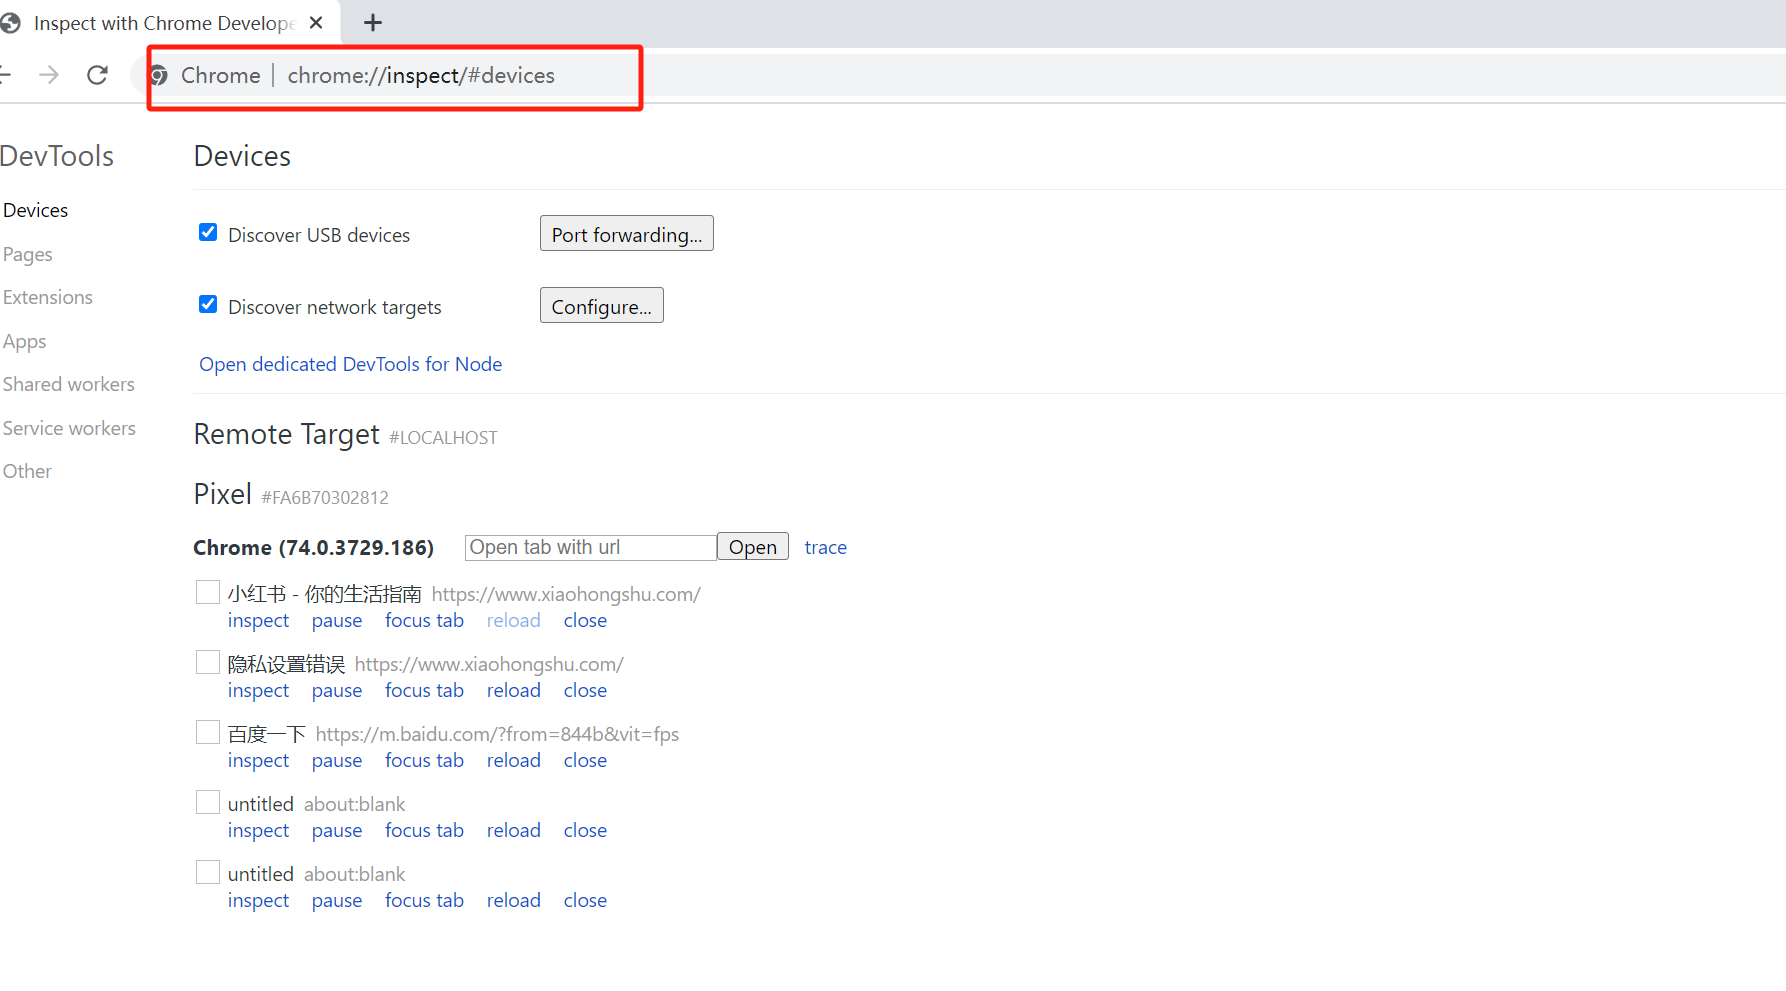 Inspect with Chrome Develope
Chrome | chrome://inspect/#devices
DevTools
Devices
Pages
Extensions
Apps
Shared workers
Service workers
Other
Devices
Discover USB devices Port forwarding...
Discover network targets Configure...
Open dedicated DevTools for Node
Remote Target #LOCALHOST
Pixel #FA6B70302812
Chrome (74.0.3729.186) Open tab with url Open trace
小红书 - 你的生活指南 https://www.xiaohongshu.com/
inspect pause focus tab reload close
隐私设置错误 https://www.xiaohongshu.com/
inspect pause focus tab reload close
百度一下 https://m.baidu.com/?from=844b&vit=fps
inspect pause focus tab reload close
untitled about:blank
inspect pause focus tab reload close
untitled about:blank
inspect pause focus tab reload close